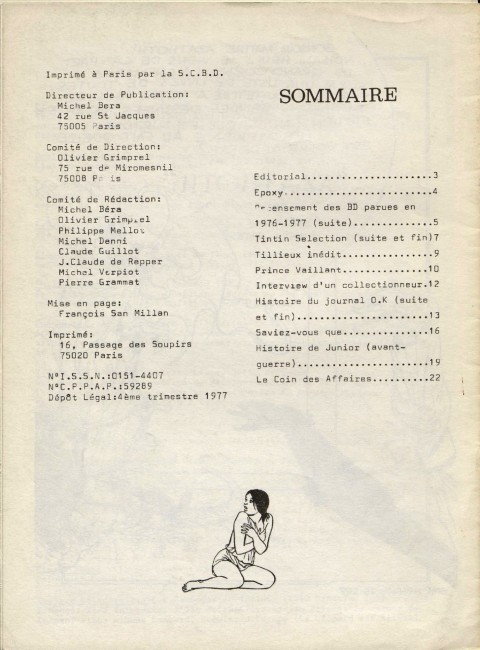 Imprimé à Paris par la S.C.B.D.
Directeur de Publication:
Michel Bera
42 rue St Jacques
75005 Paris
Comité de Direction:
Olivier Grimprel
75 rue de Miromesnil
75008 Paris
Comité de Rédaction:
Michel Béra
Olivier Grimprel
Philippe Mellot
Michel Denni
Claude Guillot
J.Claude de Repper
Michel Verpiot
Pierre Grammat
Mise en page:
François San Millan
Imprimé:
16, Passage des Soupirs
75020 Paris
N°I.S.S.N.:0151-4407
N°C.P.P.A.P.:59289
Dépôt Légal:4ème trimestre 1977
SOMMAIRE
Editorial......................3
Epoxy..........................4
Recensement des BD parues en
1976-1977 (suite)..............5
Tintin Selection (suite et fin)7
Tillieux inédit................9
Prince Vaillant...............10
Interview d'un collectionneur.12
Histoire du journal O.K (suite
et fin).......................13
Saviez-vous que...............16
Histoire de Junior (avant-
guerre).......................19
Le Coin des Affaires..........22